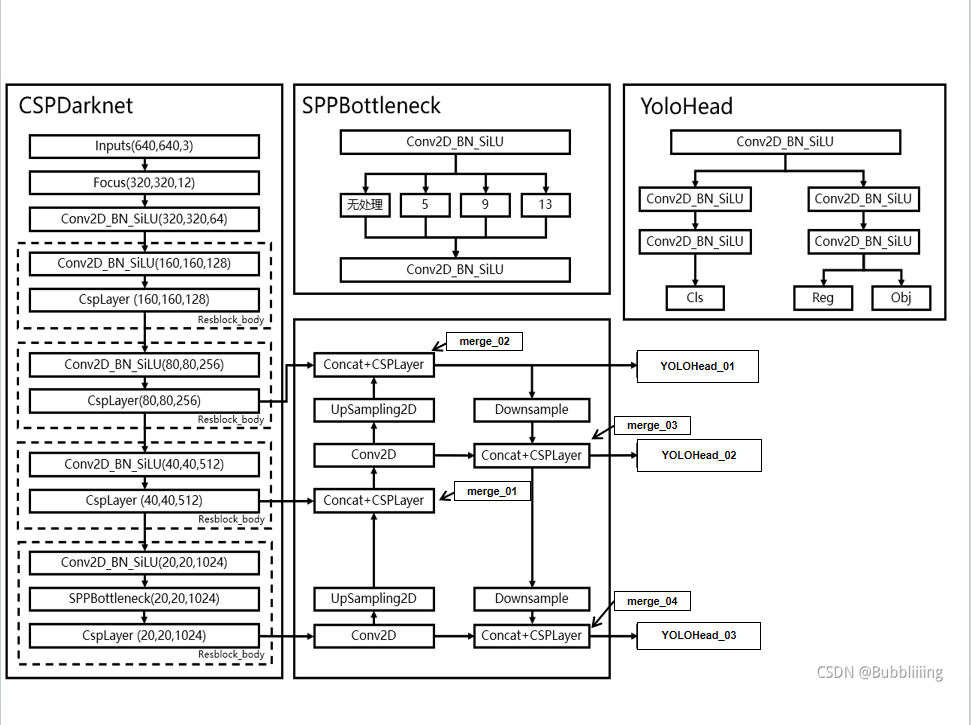 CSPDarknet
Inputs(640,640,3)
Focus(320,320,12)
Conv2D_BN_SiLU(320,320,64)
Conv2D_BN_SiLU(160,160,128)
CspLayer (160,160,128)
Resblock_body
Conv2D_BN_SiLU(80,80,256)
CspLayer(80,80,256)
Resblock_body
Conv2D_BN_SiLU(40,40,512)
CspLayer (40,40,512)
Resblock_body
Conv2D_BN_SiLU(20,20,1024)
SPPBottleneck(20,20,1024)
CspLayer (20,20,1024)
Resblock_body
SPPBottleneck
Conv2D_BN_SiLU
无处理 5 9 13
Conv2D_BN_SiLU
YoloHead
Conv2D_BN_SiLU
Conv2D_BN_SiLU Conv2D_BN_SiLU
Conv2D_BN_SiLU Conv2D_BN_SiLU
Cls Reg Obj
merge_02
Concat+CSPLayer YOLOHead_01
UpSampling2D Downsample
merge_03
Conv2D Concat+CSPLayer YOLOHead_02
merge_01
Concat+CSPLayer
UpSampling2D Downsample
merge_04
Conv2D Concat+CSPLayer YOLOHead_03
CSDN @Bubbliiiing